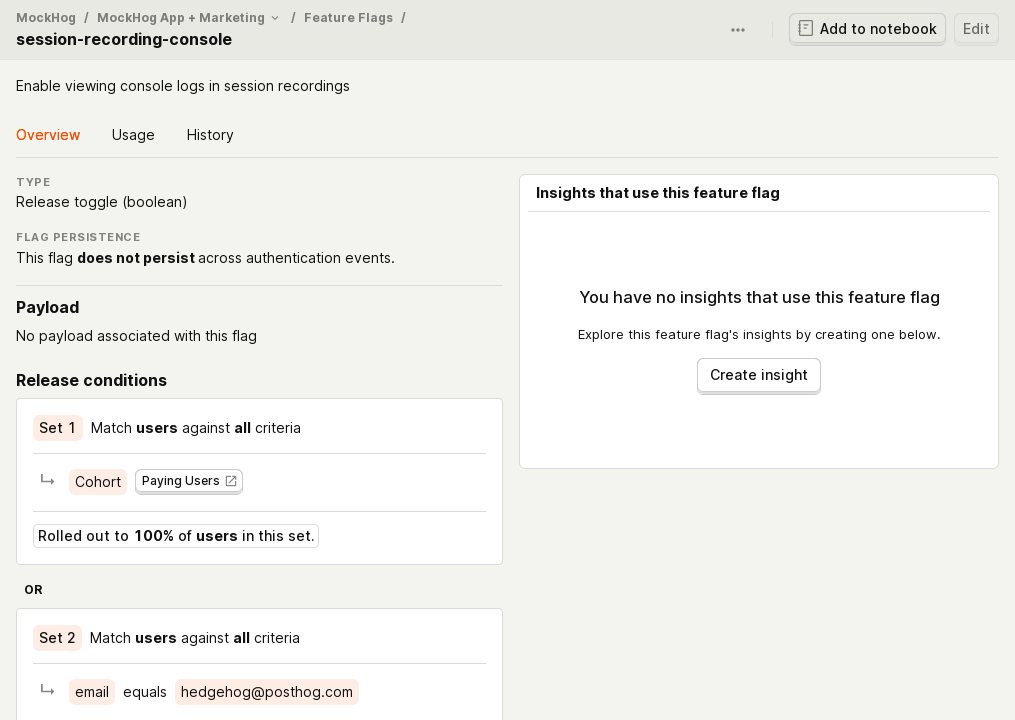 MockHog / MockHog App + Marketing / Feature Flags /
session-recording-console
Add to notebook
Edit
Enable viewing console logs in session recordings
Overview
Usage
History
TYPE
Release toggle (boolean)
FLAG PERSISTENCE
This flag does not persist across authentication events.
Payload
No payload associated with this flag
Release conditions
Set 1 Match users against all criteria
Cohort Paying Users
Rolled out to 100% of users in this set.
OR
Set 2 Match users against all criteria
email equals hedgehog@posthog.com
Insights that use this feature flag
You have no insights that use this feature flag
Explore this feature flag's insights by creating one below.
Create insight